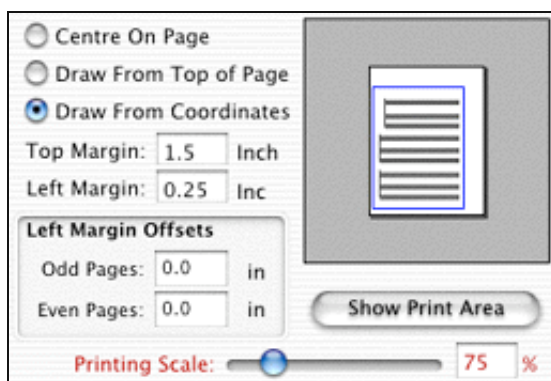 Centre On Page
Draw From Top of Page
Draw From Coordinates
Top Margin: 1.5 Inch
Left Margin: 0.25 Inc
Left Margin Offsets
Odd Pages: 0.0 in
Even Pages: 0.0 in
Show Print Area
Printing Scale: 75 %